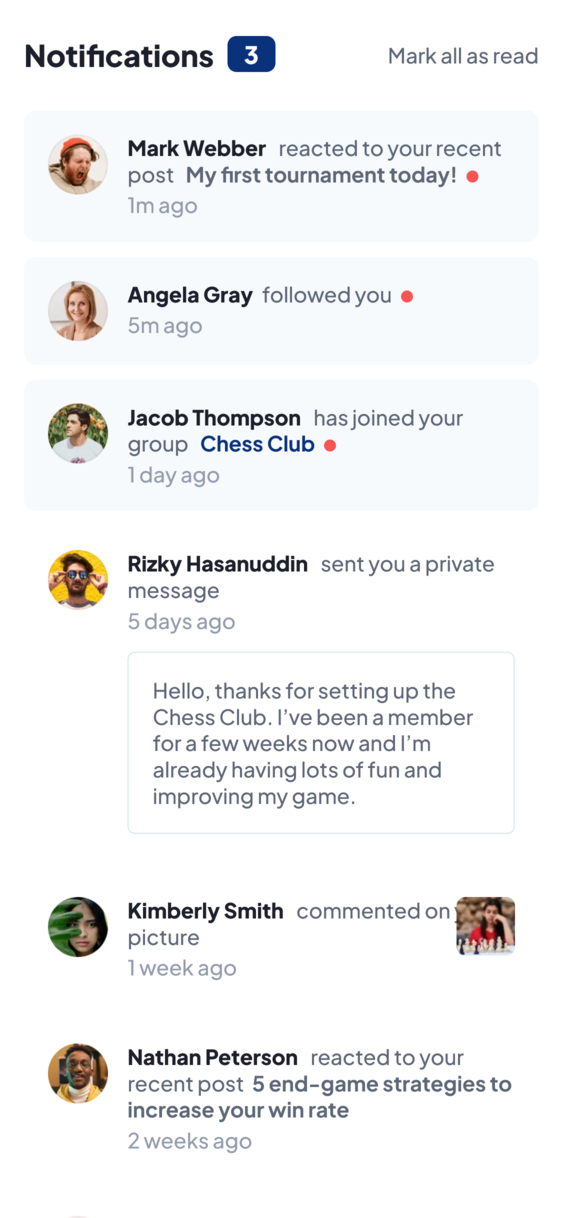 Notifications 3 Mark all as read
Mark Webber reacted to your recent
post My first tournament today!
1m ago
Angela Gray followed you
5m ago
Jacob Thompson has joined your
group Chess Club
1 day ago
Rizky Hasanuddin sent you a private
message
5 days ago
Hello, thanks for setting up the
Chess Club. I’ve been a member
for a few weeks now and I’m
already having lots of fun and
improving my game.
Kimberly Smith commented on
picture
1 week ago
Nathan Peterson reacted to your
recent post 5 end-game strategies to
increase your win rate
2 weeks ago